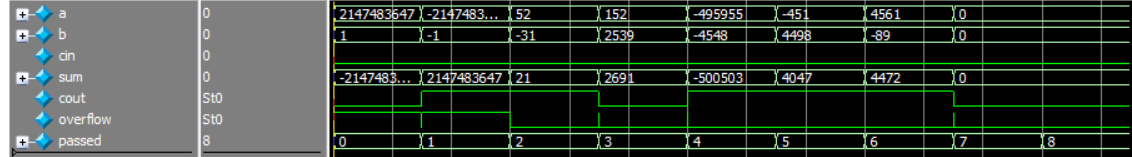 a 0 2147483647 -2147483... 52 152 -495955 -451 4561 0
b 0 1 -1 -31 2539 -4548 4498 -89 0
cin 0
sum 0 -2147483... 2147483647 21 2691 -500503 4047 4472 0
cout St0
overflow St0
passed 8 0 1 2 3 4 5 6 7 8